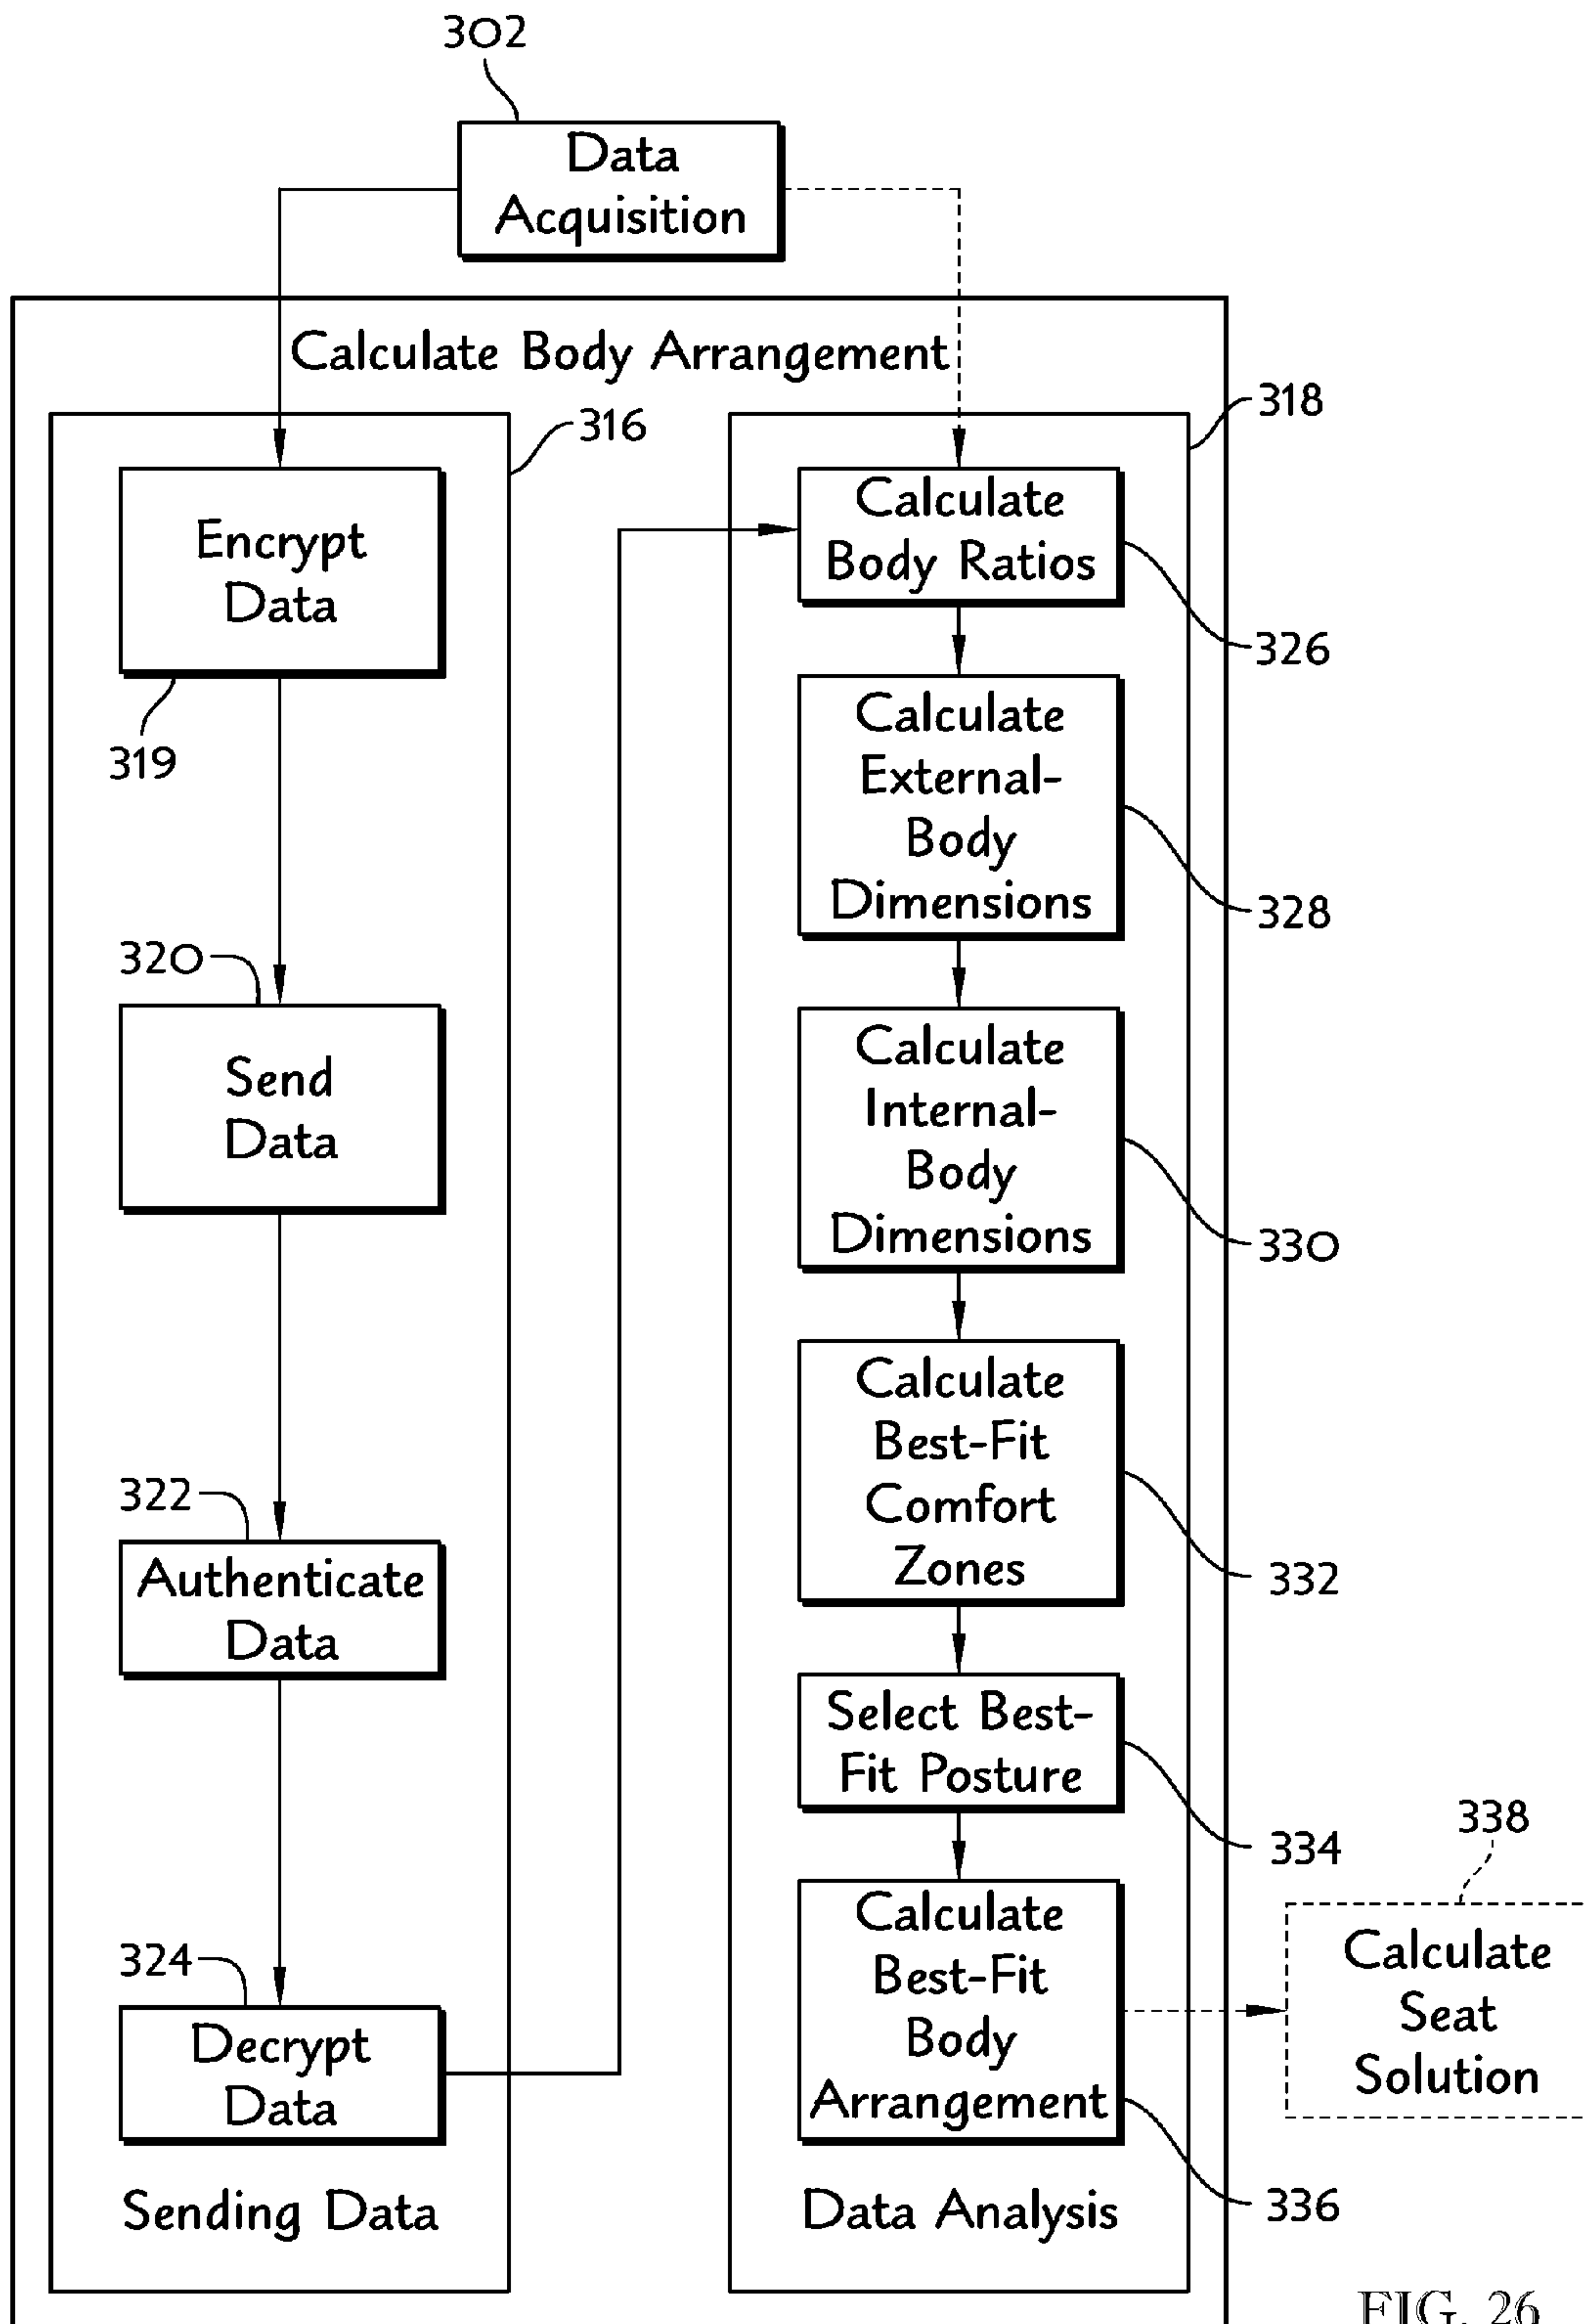 302
Data
Acquisition
Calculate Body Arrangement
316
318
Encrypt
Data
319
320
Send
Data
322
Authenticate
Data
324
Decrypt
Data
Sending Data
Calculate
Body Ratios
326
Calculate
External-
Body
Dimensions
328
Calculate
Internal-
Body
Dimensions
330
Calculate
Best-Fit
Comfort
Zones
332
Select Best-
Fit Posture
334
Calculate
Best-Fit
Body
Arrangement
336
Data Analysis
338
Calculate
Seat
Solution
FIG. 26